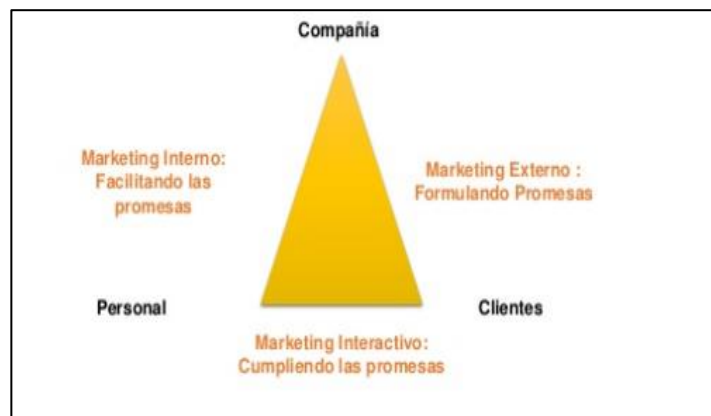 Compañía
Marketing Interno:
Facilitando las
promesas
Marketing Externo :
Formulando Promesas
Personal
Clientes
Marketing Interactivo:
Cumpliendo las promesas